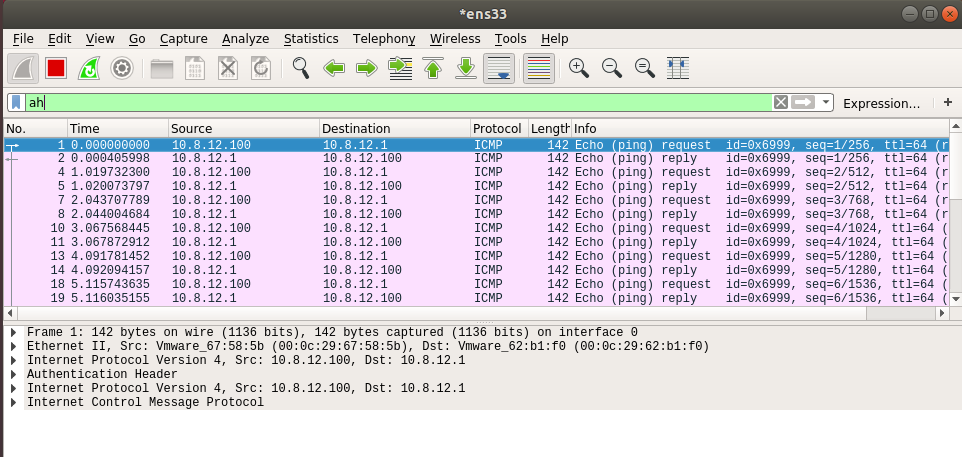 *ens33
File Edit View Go Capture Analyze Statistics Telephony Wireless Tools Help
ah Expression... +
No. Time Source Destination Protocol Length Info
1 0.000000000 10.8.12.100 10.8.12.1 ICMP 142 Echo (ping) request id=0x6999, seq=1/256, ttl=64 (r
2 0.000405998 10.8.12.1 10.8.12.100 ICMP 142 Echo (ping) reply id=0x6999, seq=1/256, ttl=64 (r
4 1.019732300 10.8.12.100 10.8.12.1 ICMP 142 Echo (ping) request id=0x6999, seq=2/512, ttl=64 (r
5 1.020073797 10.8.12.1 10.8.12.100 ICMP 142 Echo (ping) reply id=0x6999, seq=2/512, ttl=64 (r
7 2.043707789 10.8.12.100 10.8.12.1 ICMP 142 Echo (ping) request id=0x6999, seq=3/768, ttl=64 (r
8 2.044004684 10.8.12.1 10.8.12.100 ICMP 142 Echo (ping) reply id=0x6999, seq=3/768, ttl=64 (r
10 3.067568445 10.8.12.100 10.8.12.1 ICMP 142 Echo (ping) request id=0x6999, seq=4/1024, ttl=64 (
11 3.067872912 10.8.12.1 10.8.12.100 ICMP 142 Echo (ping) reply id=0x6999, seq=4/1024, ttl=64 (
13 4.091781452 10.8.12.100 10.8.12.1 ICMP 142 Echo (ping) request id=0x6999, seq=5/1280, ttl=64 (
14 4.092094157 10.8.12.1 10.8.12.100 ICMP 142 Echo (ping) reply id=0x6999, seq=5/1280, ttl=64 (
18 5.115743635 10.8.12.100 10.8.12.1 ICMP 142 Echo (ping) request id=0x6999, seq=6/1536, ttl=64 (
19 5.116035155 10.8.12.1 10.8.12.100 ICMP 142 Echo (ping) reply id=0x6999, seq=6/1536, ttl=64 (
Frame 1: 142 bytes on wire (1136 bits), 142 bytes captured (1136 bits) on interface 0
Ethernet II, Src: Vmware_67:58:5b (00:0c:29:67:58:5b), Dst: Vmware_62:b1:f0 (00:0c:29:62:b1:f0)
Internet Protocol Version 4, Src: 10.8.12.100, Dst: 10.8.12.1
Authentication Header
Internet Protocol Version 4, Src: 10.8.12.100, Dst: 10.8.12.1
Internet Control Message Protocol